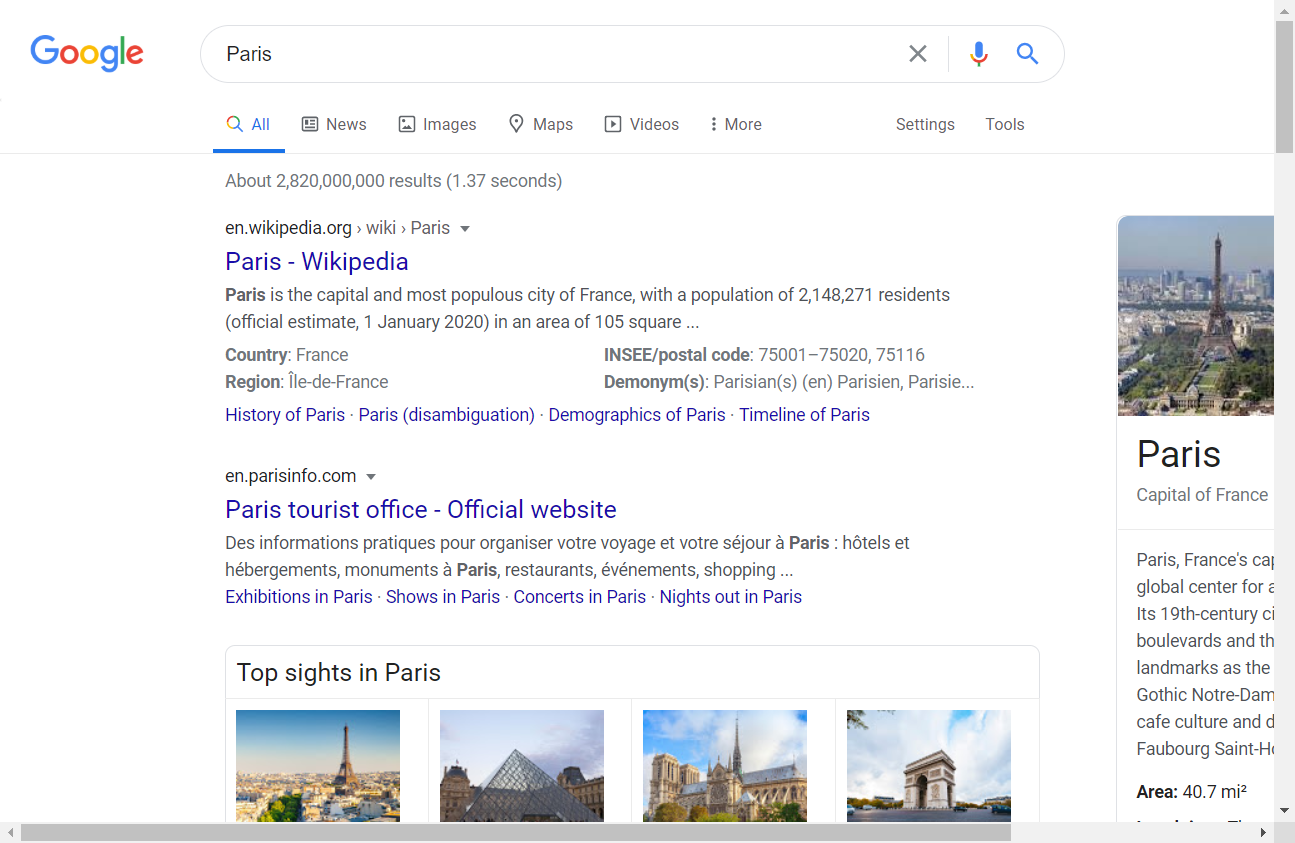 Google
Paris
All
News
Images
Maps
Videos
More
Settings
Tools
About 2,820,000,000 results (1.37 seconds)
en.wikipedia.org › wiki › Paris
Paris - Wikipedia
Paris is the capital and most populous city of France, with a population of 2,148,271 residents
(official estimate, 1 January 2020) in an area of 105 square ...
Country: France
INSEE/postal code: 75001–75020, 75116
Region: Île-de-France
Demonym(s): Parisian(s) (en) Parisien, Parisie...
History of Paris · Paris (disambiguation) · Demographics of Paris · Timeline of Paris
en.parisinfo.com
Paris tourist office - Official website
Des informations pratiques pour organiser votre voyage et votre séjour à Paris : hôtels et
hébergements, monuments à Paris, restaurants, événements, shopping ...
Exhibitions in Paris · Shows in Paris · Concerts in Paris · Nights out in Paris
Top sights in Paris
Paris
Capital of France
Paris, France's cap
global center for a
Its 19th-century ci
boulevards and th
landmarks as the
Gothic Notre-Dam
cafe culture and d
Faubourg Saint-Ho
Area: 40.7 mi²